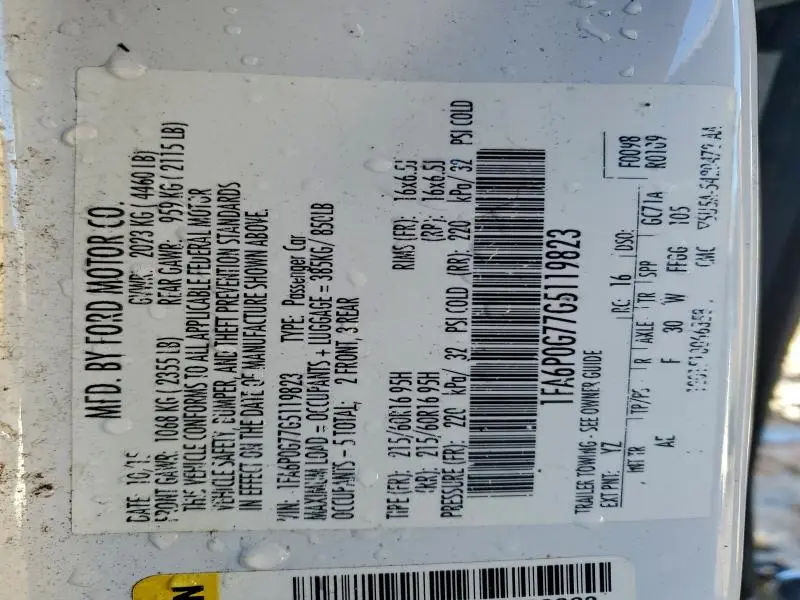 MFD. BY FORD MOTOR CO.
DATE 10/15 GVWR: 2023 KG (4460 LB)
FRONT GAWR: 1068 KG (2355 LB) REAR GAWR: 959 KG (2115 LB)
THIS VEHICLE CONFORMS TO ALL APPLICABLE FEDERAL MOTOR
VEHICLE SAFETY, BUMPER, AND THEFT PREVENTION STANDARDS
IN EFFECT ON THE DATE OF MANUFACTURE SHOWN ABOVE.
VIN: 1FA6P0G77G5119823 TYPE: Passenger Car
MAXIMUM LOAD = OCCUPANTS + LUGGAGE = 385KG/ 850LB
OCCUPANTS - 5 TOTAL; 2 FRONT, 3 REAR
TYPE (FR): 215/60R16 95H RIMS (FR): 16x6.5J
(RR): 215/60R16 95H (RR): 16x6.5J
PRESSURE (FR): 220 kPa/ 32 PSI COLD (RR): 220 kPa/ 32 PSI COLD
1FA6P0G77G5119823
TRAILER TOWING - SEE OWNER GUIDE
F0098
R0109
EXT PNT: YZ RC: 16 DSO:
INT TR TP/PS R AXLE TR SPP GC71A
AE F 30 W FFGG 105
N